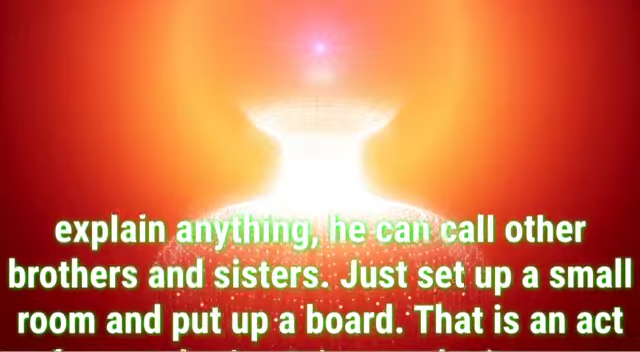 explain anything, he can call other
brothers and sisters. Just set up a small
room and put up a board. That is an act